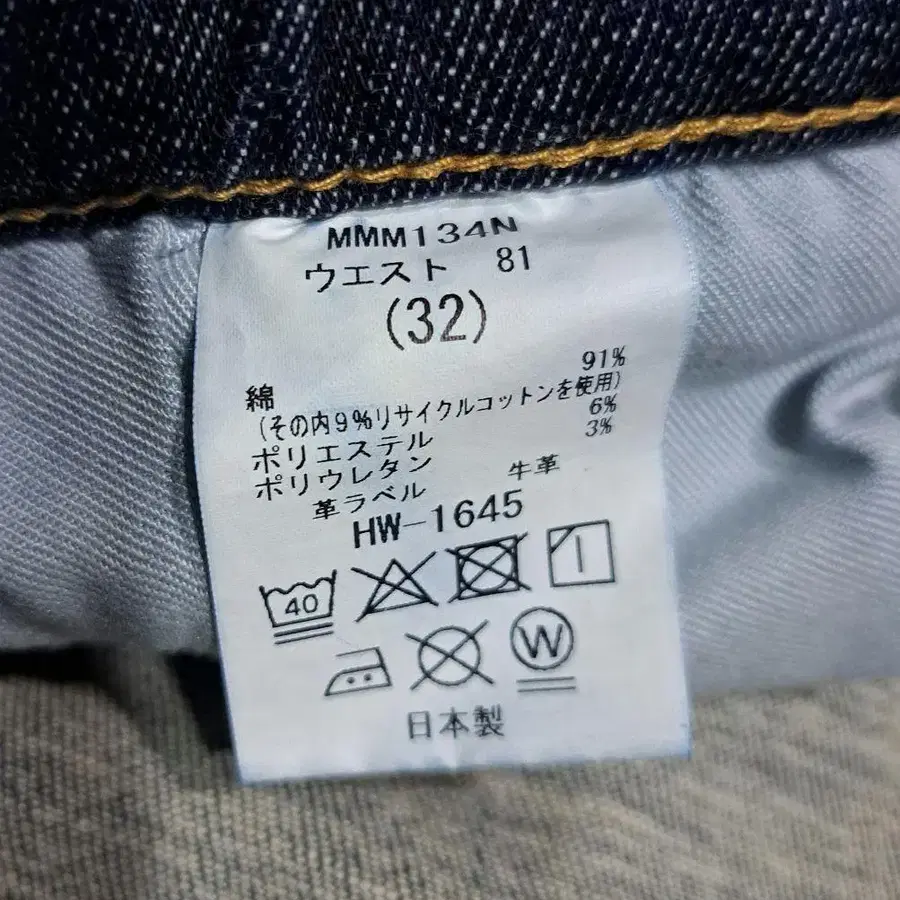 MMM134N
ウエスト 81
(32)
綿 91%
(その内9%リサイクルコットンを使用)
ポリエステル 6%
ポリウレタン 3%
革ラベル 牛革
HW-1645
40
W
日本製